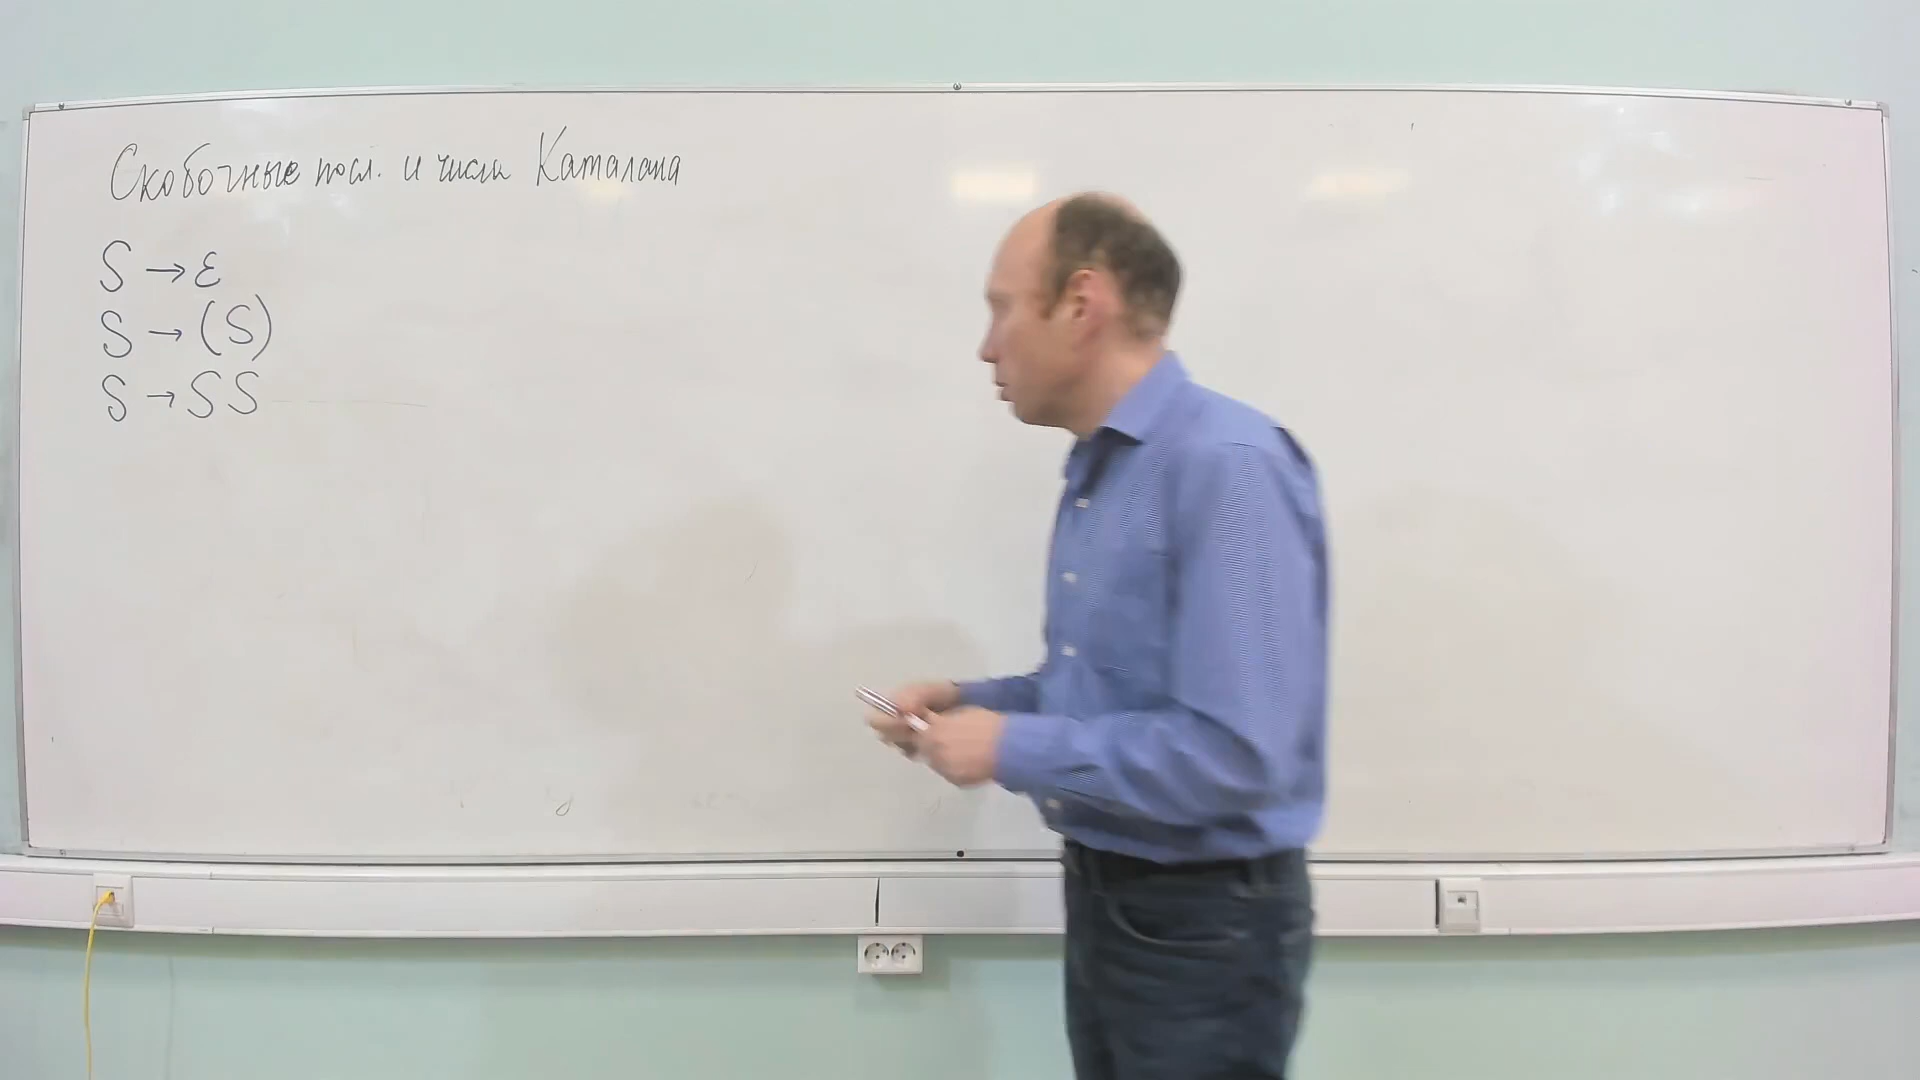 Скобочные посл. и числа Каталана
S → ε
S → (S)
S → SS